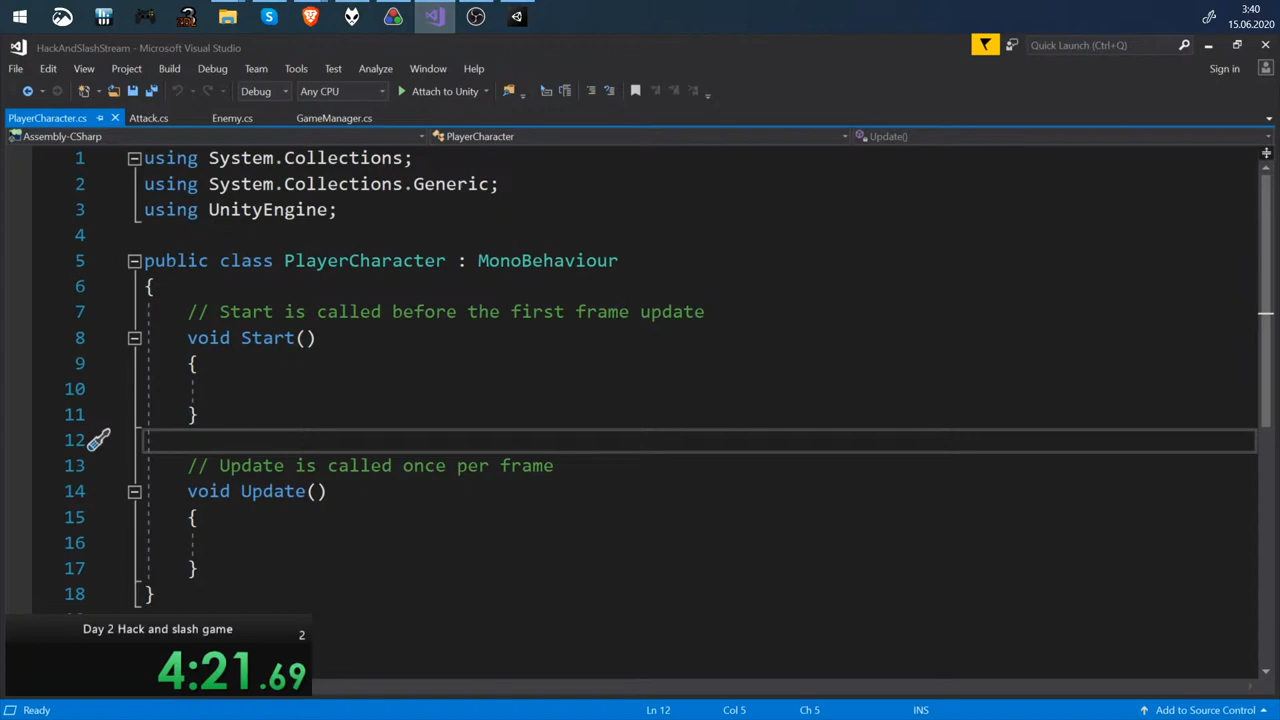 3:40
15.06.2020
HackAndSlashStream - Microsoft Visual Studio
Quick Launch (Ctrl+Q)
File Edit View Project Build Debug Team Tools Test Analyze Window Help
Sign in
Debug Any CPU Attach to Unity
PlayerCharacter.cs Attack.cs Enemy.cs GameManager.cs
Assembly-CSharp PlayerCharacter Update()
1 using System.Collections;
2 using System.Collections.Generic;
3 using UnityEngine;
4
5 public class PlayerCharacter : MonoBehaviour
6 {
7 // Start is called before the first frame update
8 void Start()
9 {
10
11 }
12
13 // Update is called once per frame
14 void Update()
15 {
16
17 }
18 }
Day 2 Hack and slash game
2
4:21.69
Ready Ln 12 Col 5 Ch 5 INS Add to Source Control